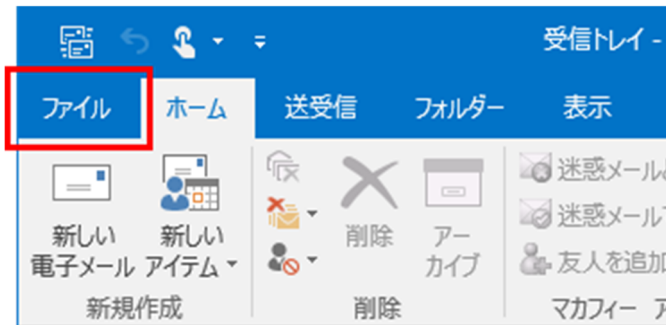 受信トレイ -
ファイル ホーム 送受信 フォルダー 表示
新しい
電子メール
新しい
アイテム
削除
アー
カイブ
迷惑メール
迷惑メール
友人を追加
新規作成 削除 マカフィー